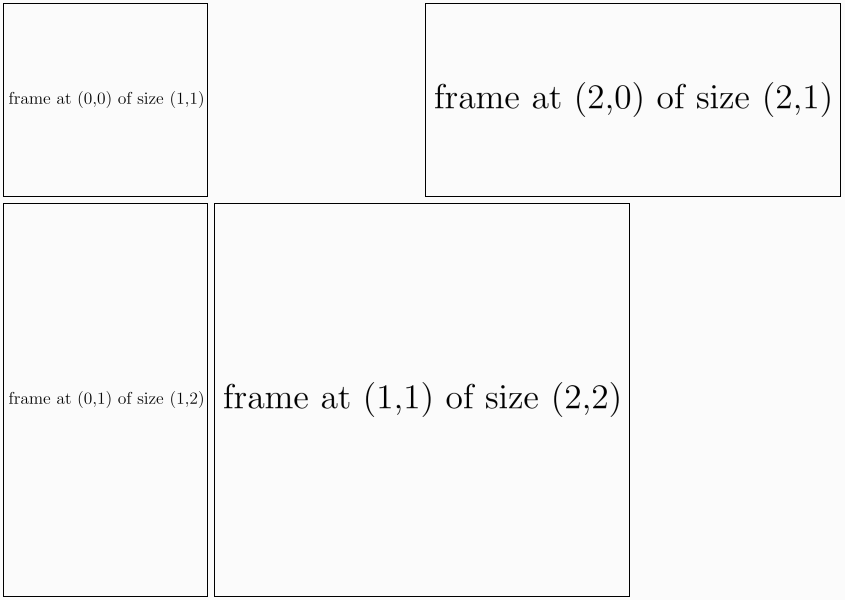 frame at (0,0) of size (1,1)
frame at (2,0) of size (2,1)
frame at (0,1) of size (1,2)
frame at (1,1) of size (2,2)